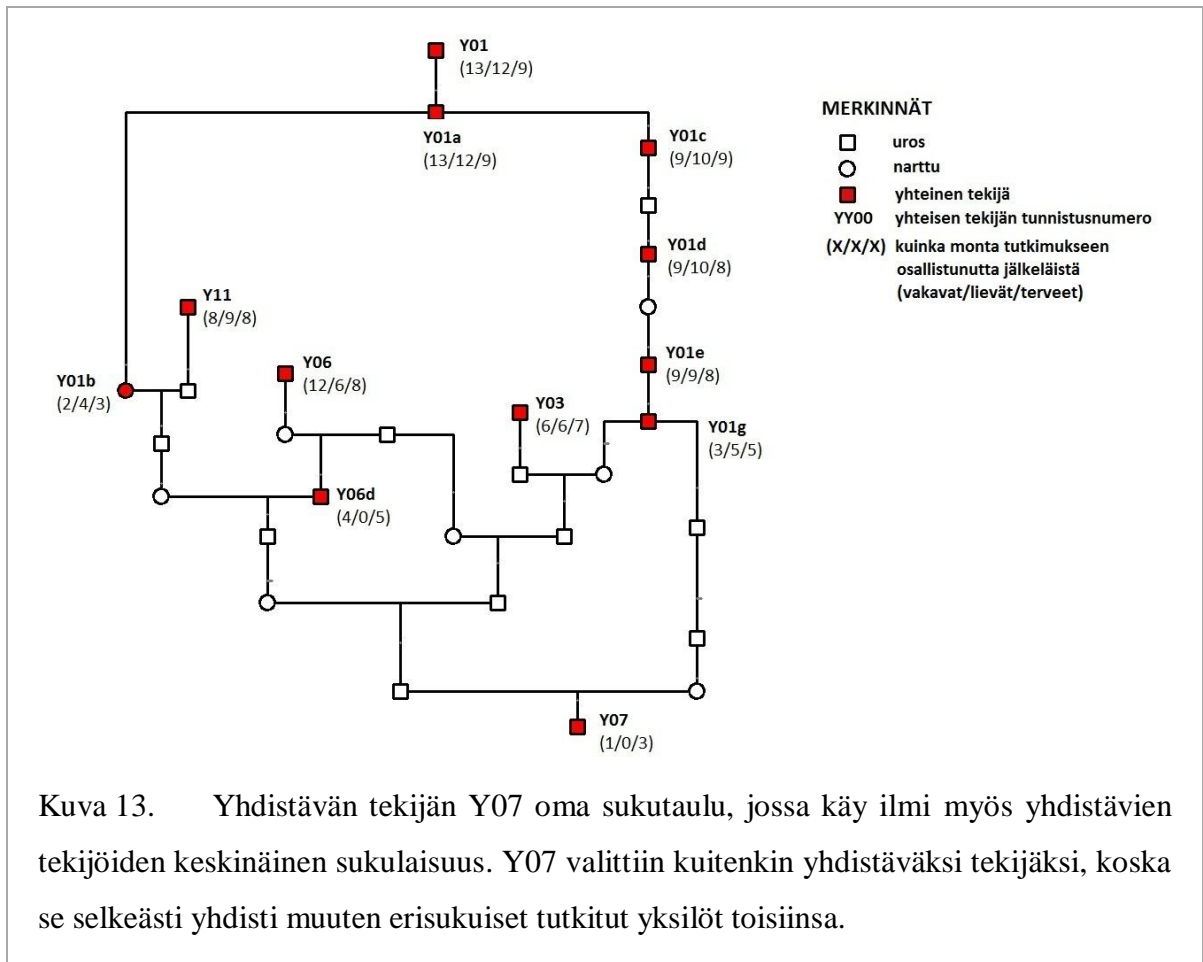 Y01
(13/12/9)
Y01a
(13/12/9)
Y01c
(9/10/9)
Y01d
(9/10/8)
Y11
(8/9/8)
Y01e
(9/9/8)
Y06
(12/6/8)
Y01b
(2/4/3)
Y03
(6/6/7)
Y01g
(3/5/5)
Y06d
(4/0/5)
Y07
(1/0/3)
MERKINNÄT
uros
narttu
yhteinen tekijä
YY00 yhteisen tekijän tunnistusnumero
(X/X/X) kuinka monta tutkimukseen
osallistunutta jälkeläistä
(vakavat/lievät/terveet)
Kuva 13. Yhdistävän tekijän Y07 oma sukutaulu, jossa käy ilmi myös yhdistävien
tekijöiden keskinäinen sukulaisuus. Y07 valittiin kuitenkin yhdistäväksi tekijäksi, koska
se selkeästi yhdisti muuten erisukuiset tutkitut yksilöt toisiinsa.